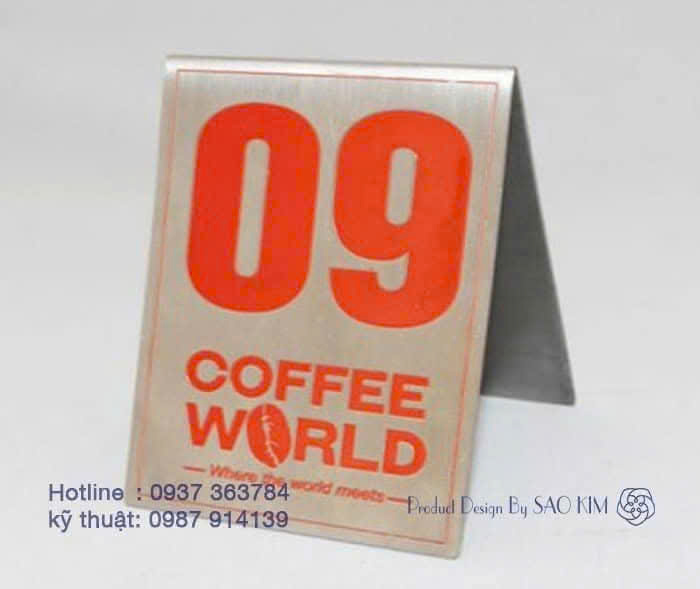 09
COFFEE
WORLD
Where the world meets
Hotline : 0937 363784
kỹ thuật: 0987 914139
Product Design By SAO KIM